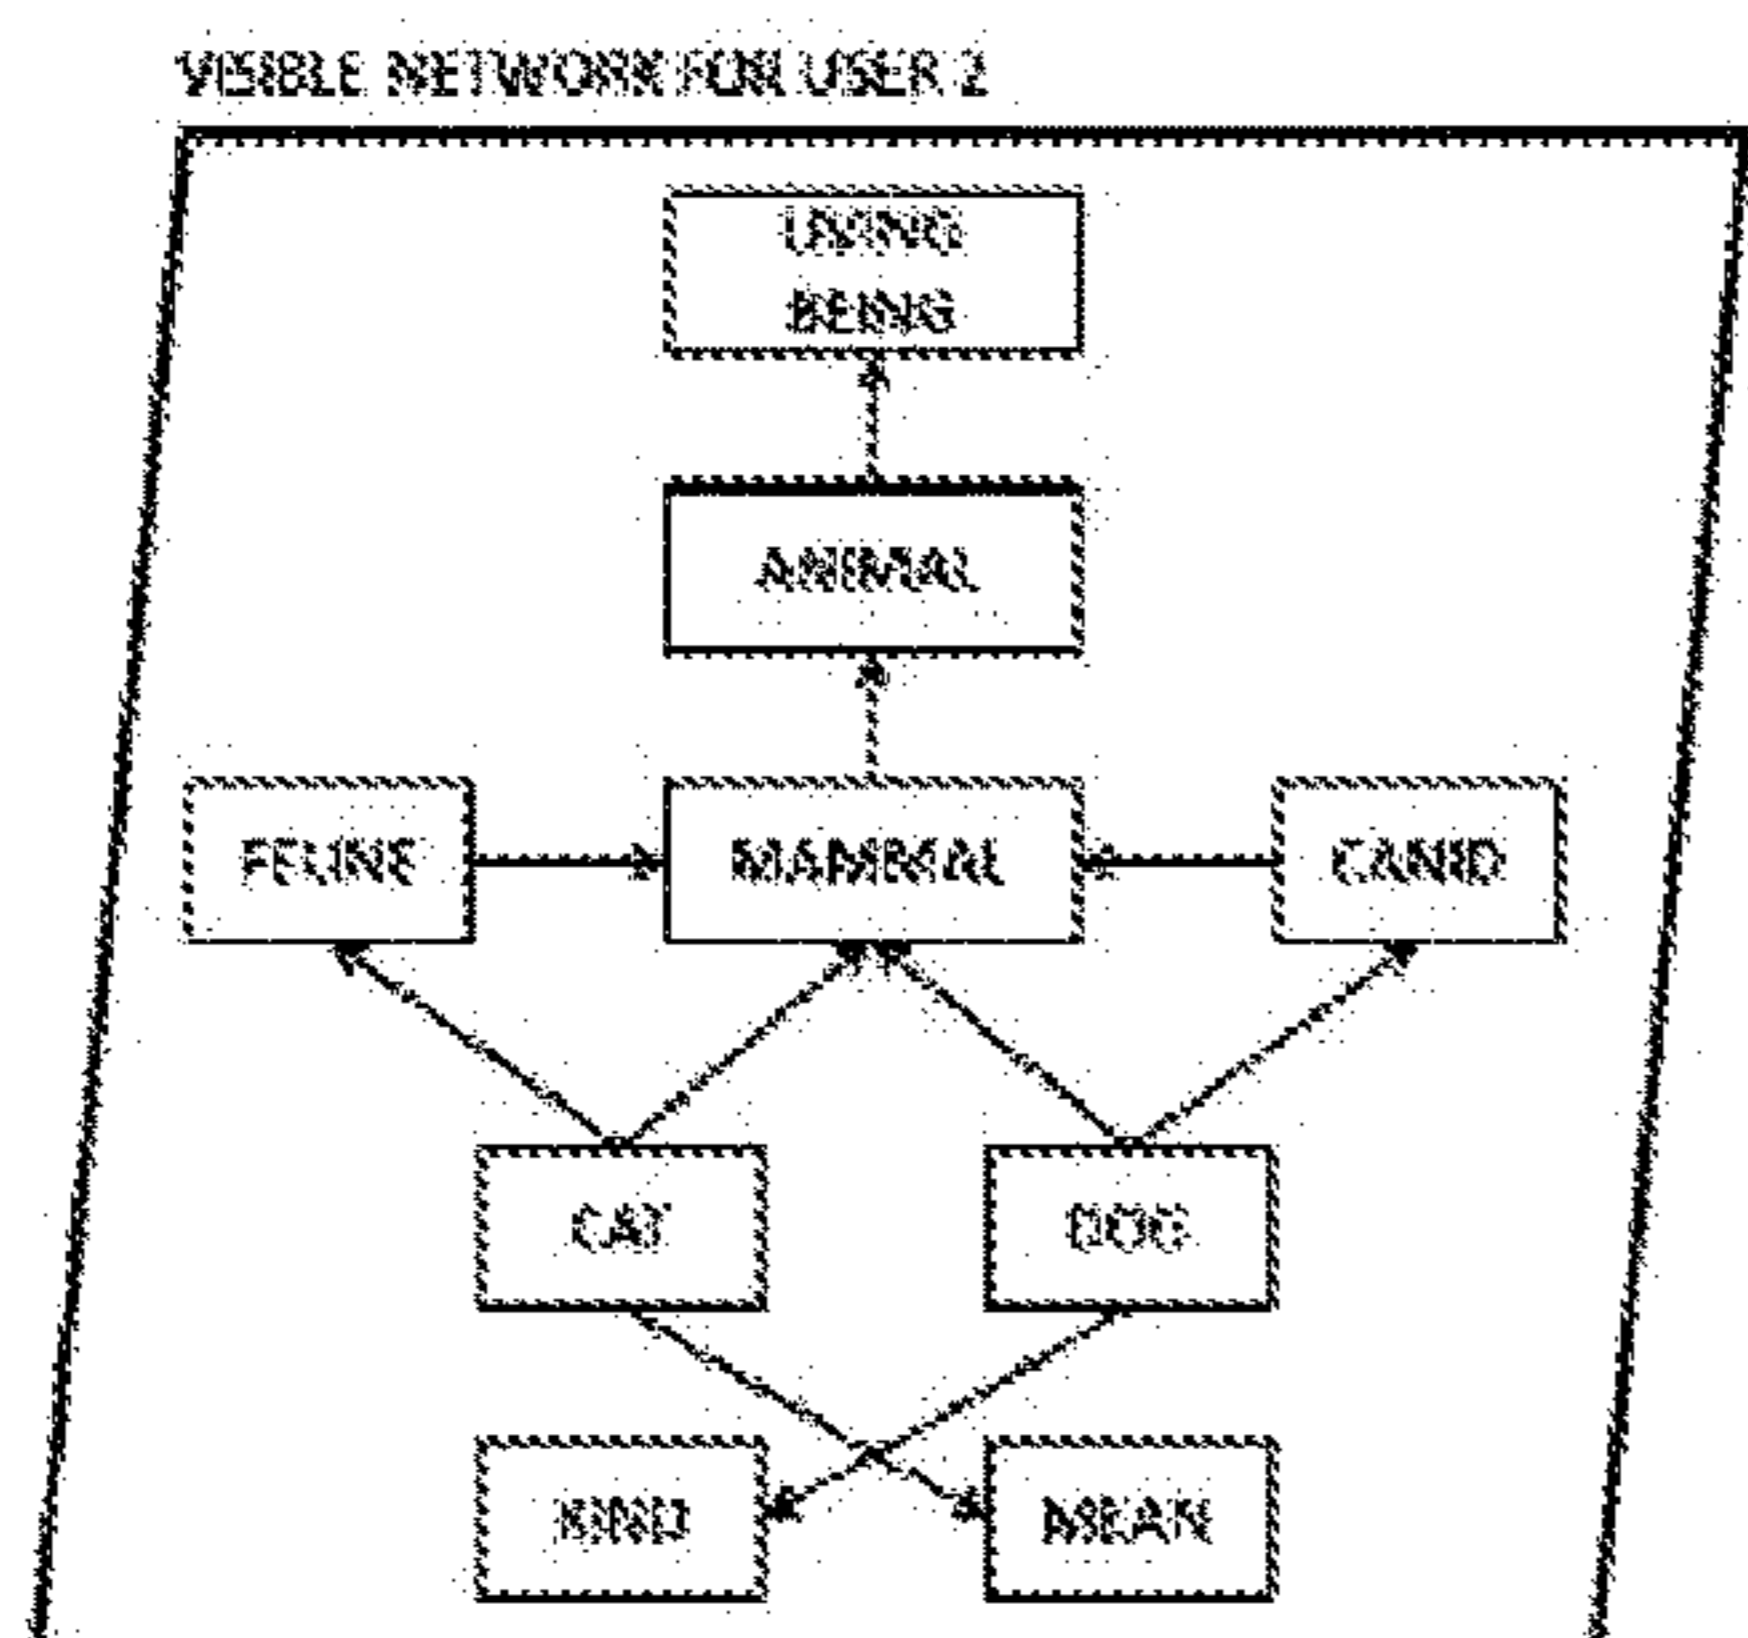 VISIBLE NETWORK FOR USER 2
LIVING
BEING
ANIMAL
FELINE
MAMMAL
CANID
CAT
DOG
KIND
MEAN